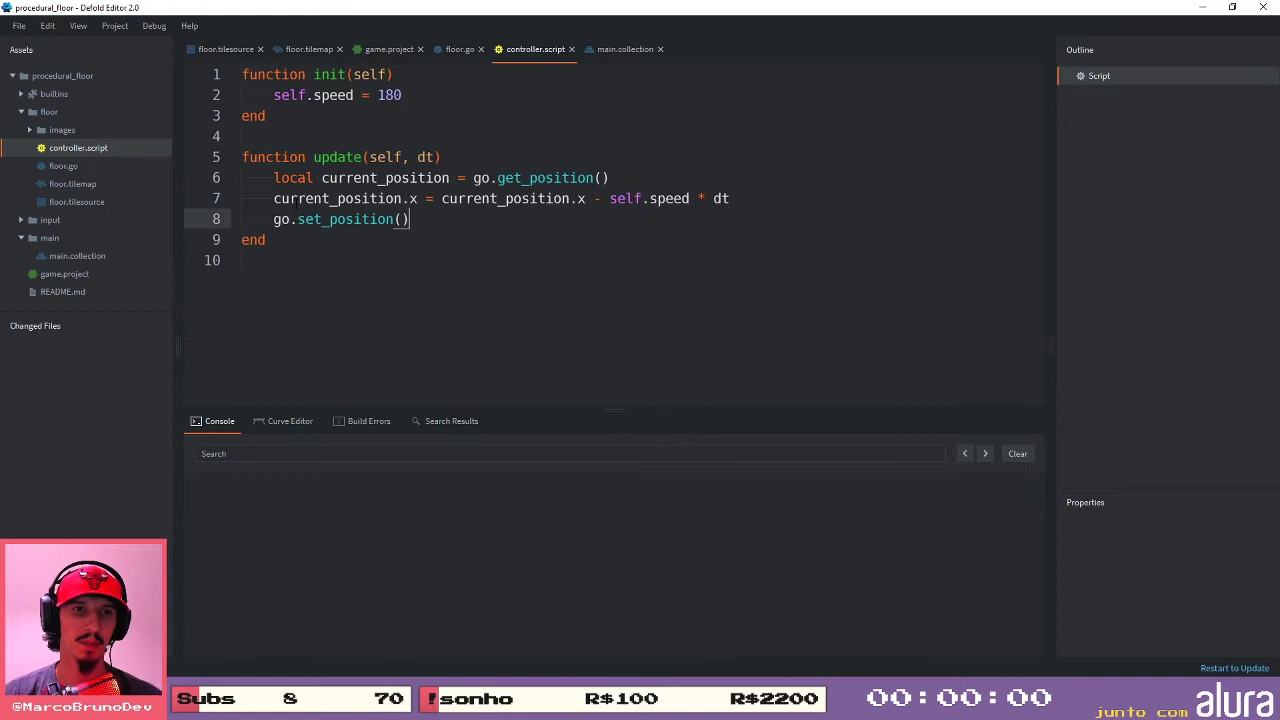 procedural_floor - Defold Editor 2.0
File Edit View Project Debug Help
Assets
procedural_floor
builtins
floor
images
controller.script
floor.go
floor.tilemap
floor.tilesource
input
main
main.collection
game.project
README.md
Changed Files
floor.tilesource floor.tilemap game.project floor.go controller.script main.collection
1 function init(self)
2 self.speed = 180
3 end
4
5 function update(self, dt)
6 local current_position = go.get_position()
7 current_position.x = current_position.x - self.speed * dt
8 go.set_position()
9 end
10
Console Curve Editor Build Errors Search Results
Search
Clear
Outline
Script
Properties
Restart to Update
@MarcoBrunoDev
Subs 8 70
!sonho R$100 R$2200
00:00:00
junto com alura